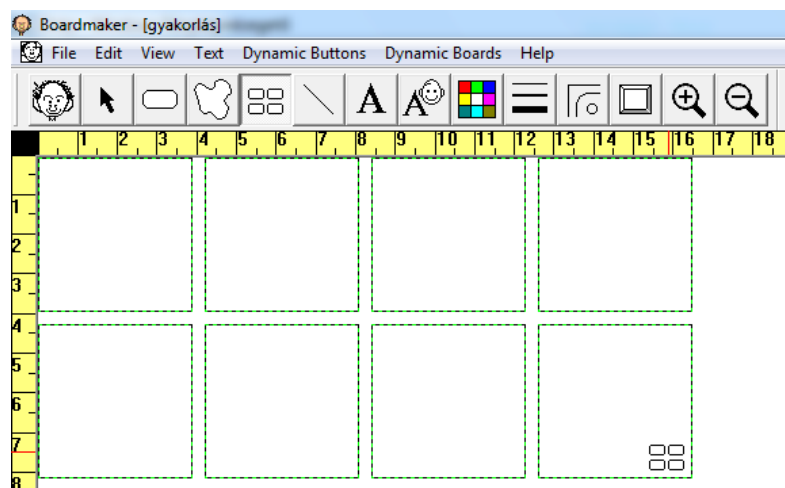 Boardmaker - [gyakorlás]
File Edit View Text Dynamic Buttons Dynamic Boards Help
A A
1 2 3 4 5 6 7 8 9 10 11 12 13 14 15 16 17 18
1
2
3
4
5
6
7
8